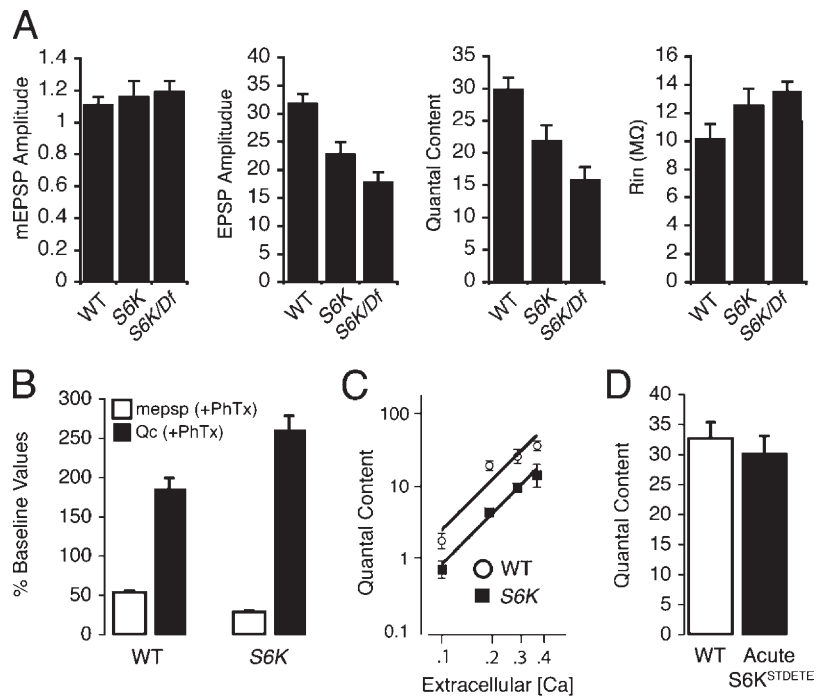 A
mEPSP Amplitude
1.4
1.2
1.0
0.8
0.6
0.4
0.2
0
WT
S6K
S6K/Df
EPSP Amplitudue
40
35
30
25
20
15
10
5
0
WT
S6K
S6K/Df
Quantal Content
35
30
25
20
15
10
5
0
WT
S6K
S6K/Df
Rin (MΩ)
16
14
12
10
8
6
4
2
0
WT
S6K
S6K/Df
B
% Baseline Values
300
250
200
150
100
50
0
mepsp (+PhTx)
Qc (+PhTx)
WT
S6K
C
Quantal Content
100
10
1
0.1
WT
S6K
.1 .2 .3 .4
Extracellular [Ca]
D
Quantal Content
40
35
30
25
20
15
10
5
0
WT Acute
S6KSTDETE